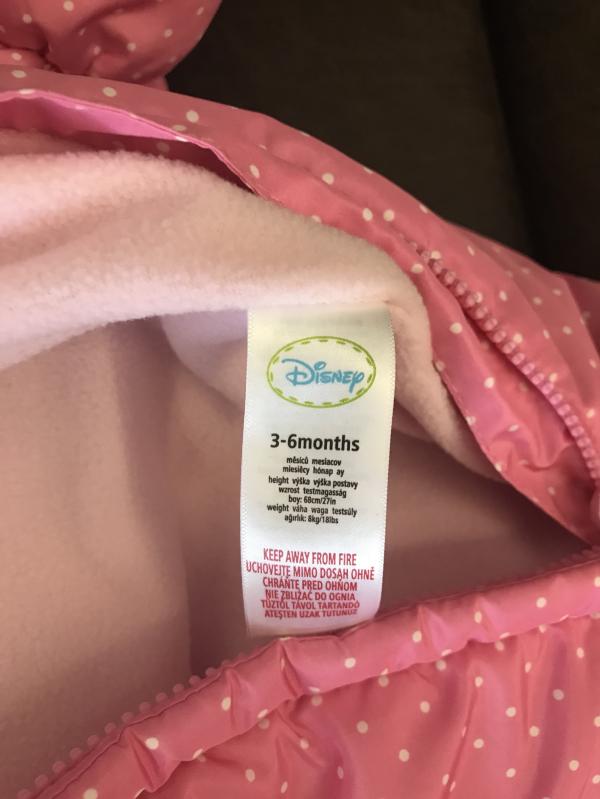 Disney
3-6months
měsíců mesiacov
miesięcy hónap ay
height výška výška postavy
wzrost testmagasság
boy: 68cm/27in
weight váha waga testsúly
ağırlık: 8kg/18lbs
KEEP AWAY FROM FIRE
UCHOVEJTE MIMO DOSAH OHNĚ
CHRÁŇTE PRED OHŇOM
NIE ZBLIŻAĆ DO OGNIA
TŰZTŐL TÁVOL TARTANDÓ
ATEŞTEN UZAK TUTUNUZ